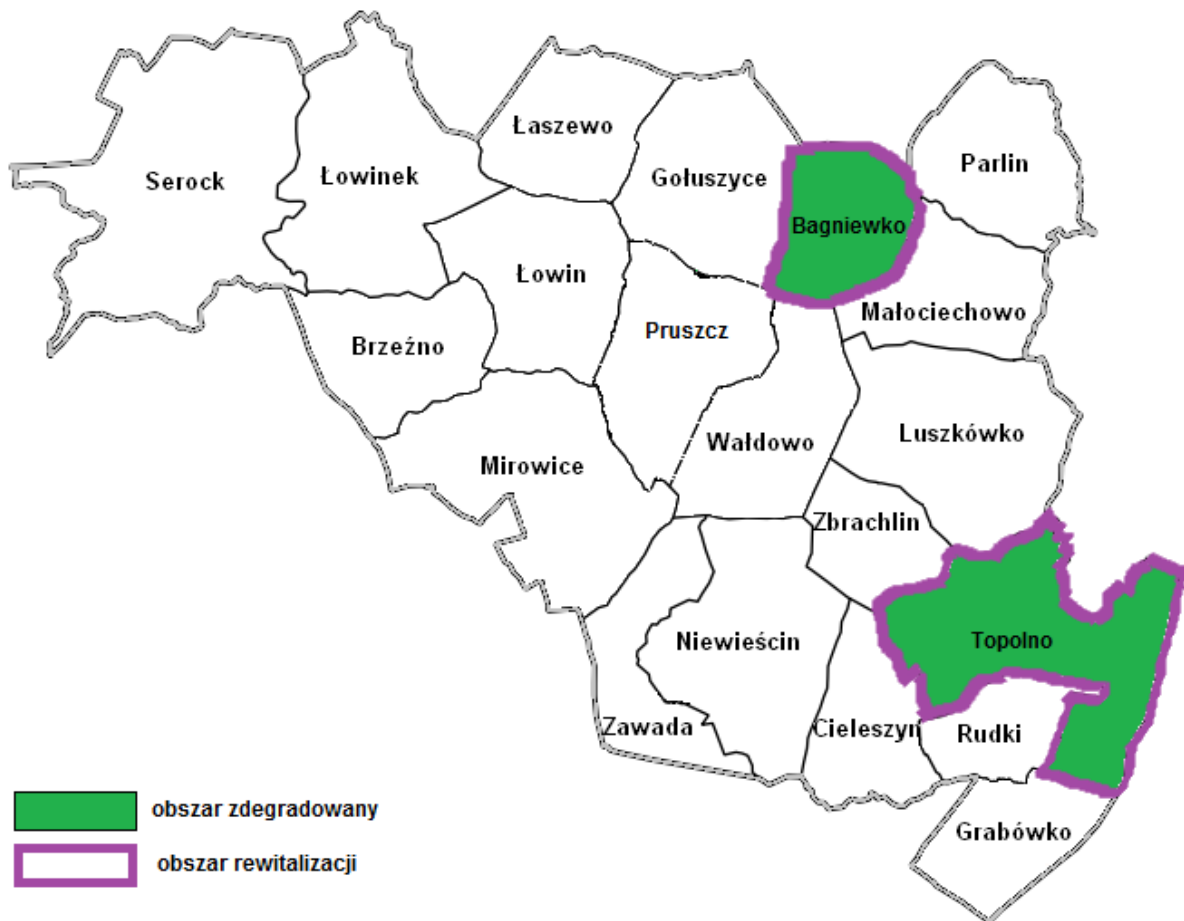 Łaszewo
Parlin
Serock
Łowinek
Gołuszyce
Bagniewko
Łowin
Małociechowo
Pruszcz
Brzeźno
Wałdowo
Luszkówko
Mirowice
Zbrachlin
Niewieścin
Topolno
Zawada
Cieleszyn
Rudki
Grabówko
obszar zdegradowany
obszar rewitalizacji